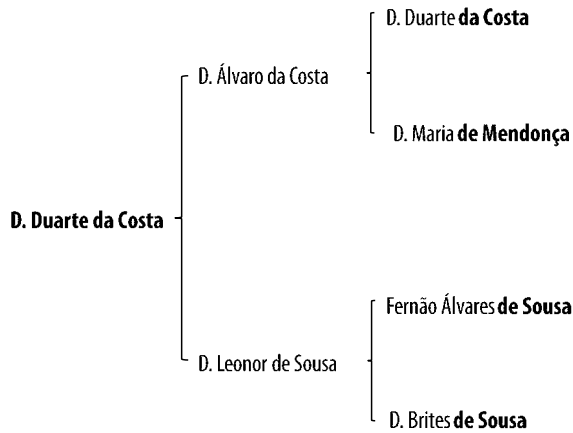 D. Duarte da Costa
D. Álvaro da Costa
D. Maria de Mendonça
D. Duarte da Costa
Fernão Álvares de Sousa
D. Leonor de Sousa
D. Brites de Sousa